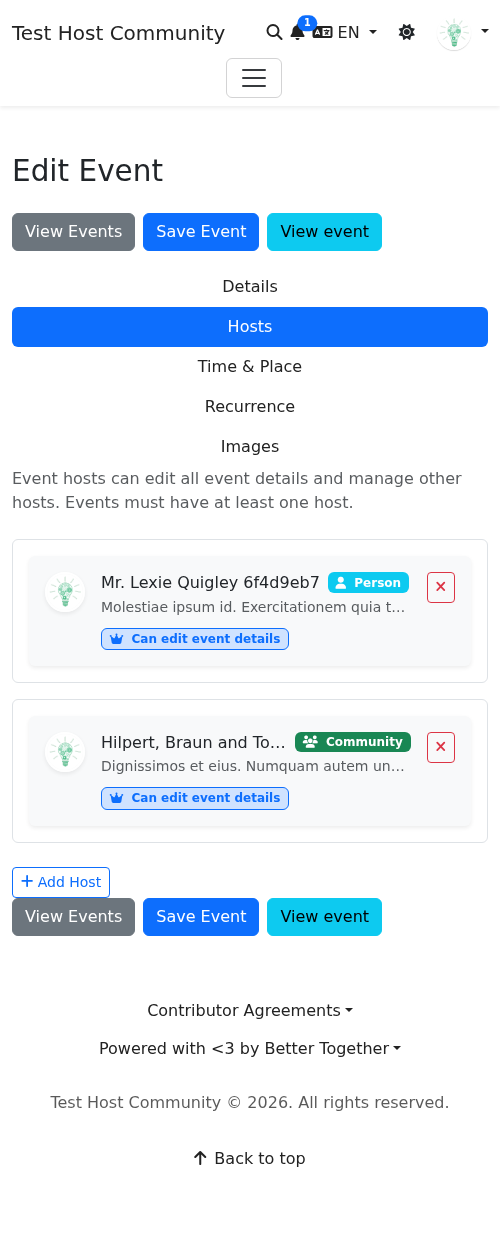 Test Host Community
1
EN
Edit Event
View Events
Save Event
View event
Details
Hosts
Time & Place
Recurrence
Images
Event hosts can edit all event details and manage other
hosts. Events must have at least one host.
Mr. Lexie Quigley 6f4d9eb7
Person
Molestiae ipsum id. Exercitationem quia t…
Can edit event details
Hilpert, Braun and To…
Community
Dignissimos et eius. Numquam autem un…
Can edit event details
Add Host
View Events
Save Event
View event
Contributor Agreements
Powered with <3 by Better Together
Test Host Community © 2026. All rights reserved.
Back to top